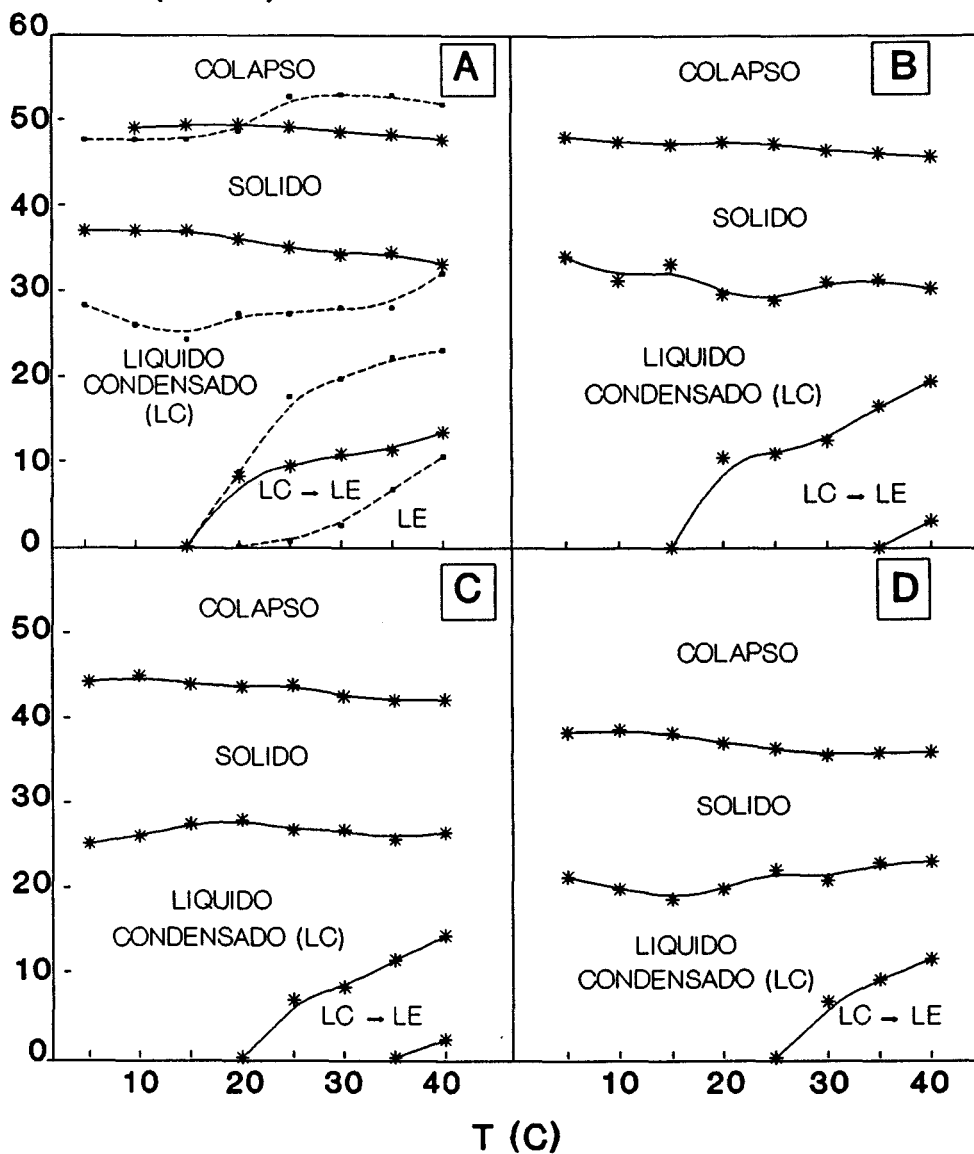 60
50
40
30
20
10
0
COLAPSO
A
SOLIDO
LIQUIDO
CONDENSADO
(LC)
LC → LE
LE
COLAPSO
B
SOLIDO
LIQUIDO
CONDENSADO (LC)
LC → LE
50
40
30
20
10
0
COLAPSO
C
SOLIDO
LIQUIDO
CONDENSADO (LC)
LC → LE
COLAPSO
D
SOLIDO
LIQUIDO
CONDENSADO (LC)
LC → LE
10 20 30 40 10 20 30 40
T (C)